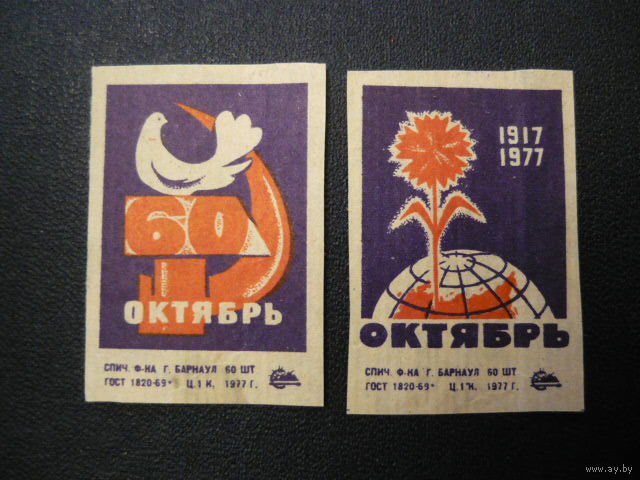 60
ОКТЯБРЬ
СПИЧ. Ф-КА Г. БАРНАУЛ 60 ШТ
ГОСТ 1820-69* Ц. 1 К. 1977 Г.
1917
1977
ОКТЯБРЬ
СПИЧ. Ф-КА Г. БАРНАУЛ 60 ШТ.
ГОСТ 1820-69* Ц. 1 К. 1977 Г.
www.ay.by